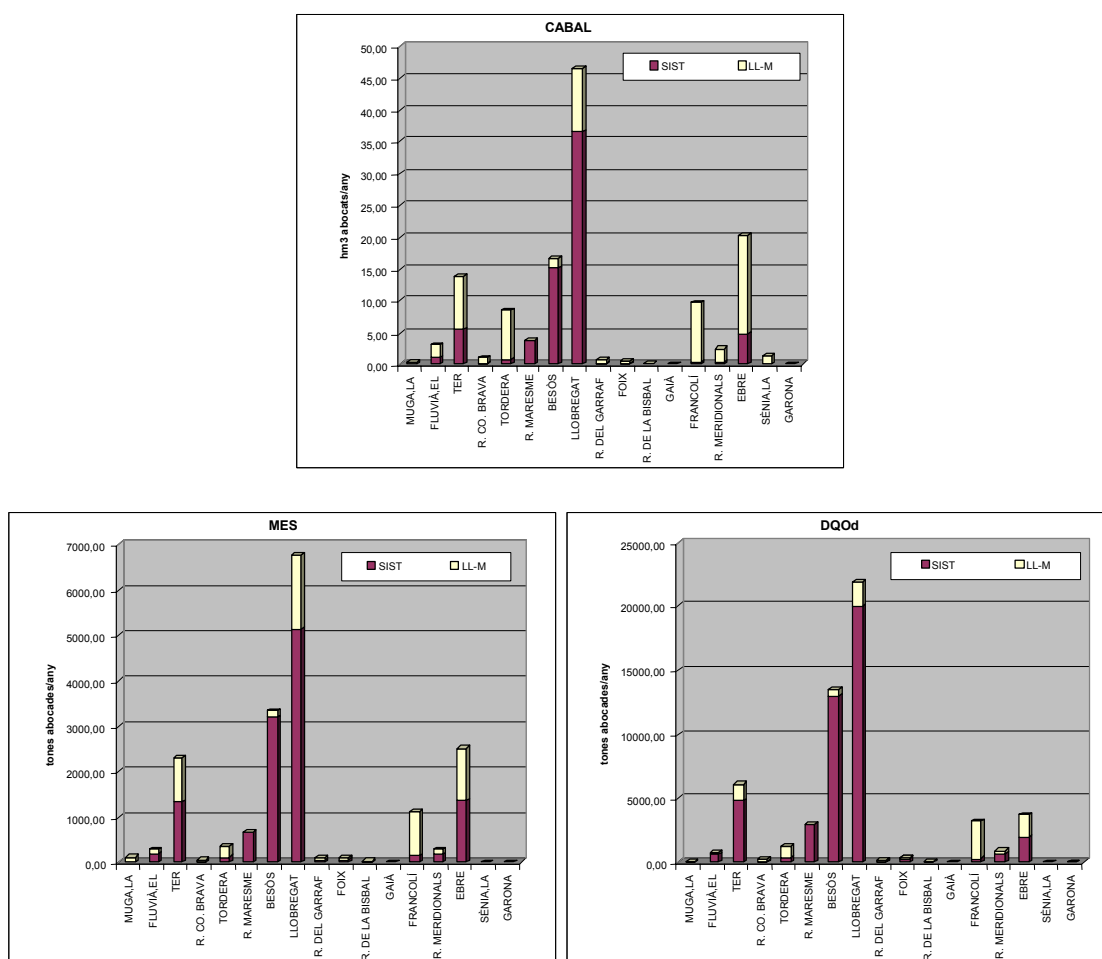 CABAL
50,00
45,00
40,00
35,00
30,00
25,00
20,00
15,00
10,00
5,00
0,00
hm3 abocats/any
SIST
LL-M
MUGA,LA
FLUVIÀ,EL
TER
R. CO. BRAVA
TORDERA
R. MARESME
BESÒS
LLOBREGAT
R. DEL GARRAF
FOIX
R. DE LA BISBAL
GAIÀ
FRANCOLÍ
R. MERIDIONALS
EBRE
SÈNIA,LA
GARONA
MES
7000,00
6000,00
5000,00
4000,00
3000,00
2000,00
1000,00
0,00
tones abocades/any
SIST
LL-M
MUGA,LA
FLUVIÀ,EL
TER
R. CO. BRAVA
TORDERA
R. MARESME
BESÒS
LLOBREGAT
R. DEL GARRAF
FOIX
R. DE LA BISBAL
GAIÀ
FRANCOLÍ
R. MERIDIONALS
EBRE
SÈNIA,LA
GARONA
DQOd
25000,00
20000,00
15000,00
10000,00
5000,00
0,00
tones abocades/any
SIST
LL-M
MUGA,LA
FLUVIÀ,EL
TER
R. CO. BRAVA
TORDERA
R. MARESME
BESÒS
LLOBREGAT
R. DEL GARRAF
FOIX
R. DE LA BISBAL
GAIÀ
FRANCOLÍ
R. MERIDIONALS
EBRE
SÈNIA,LA
GARONA